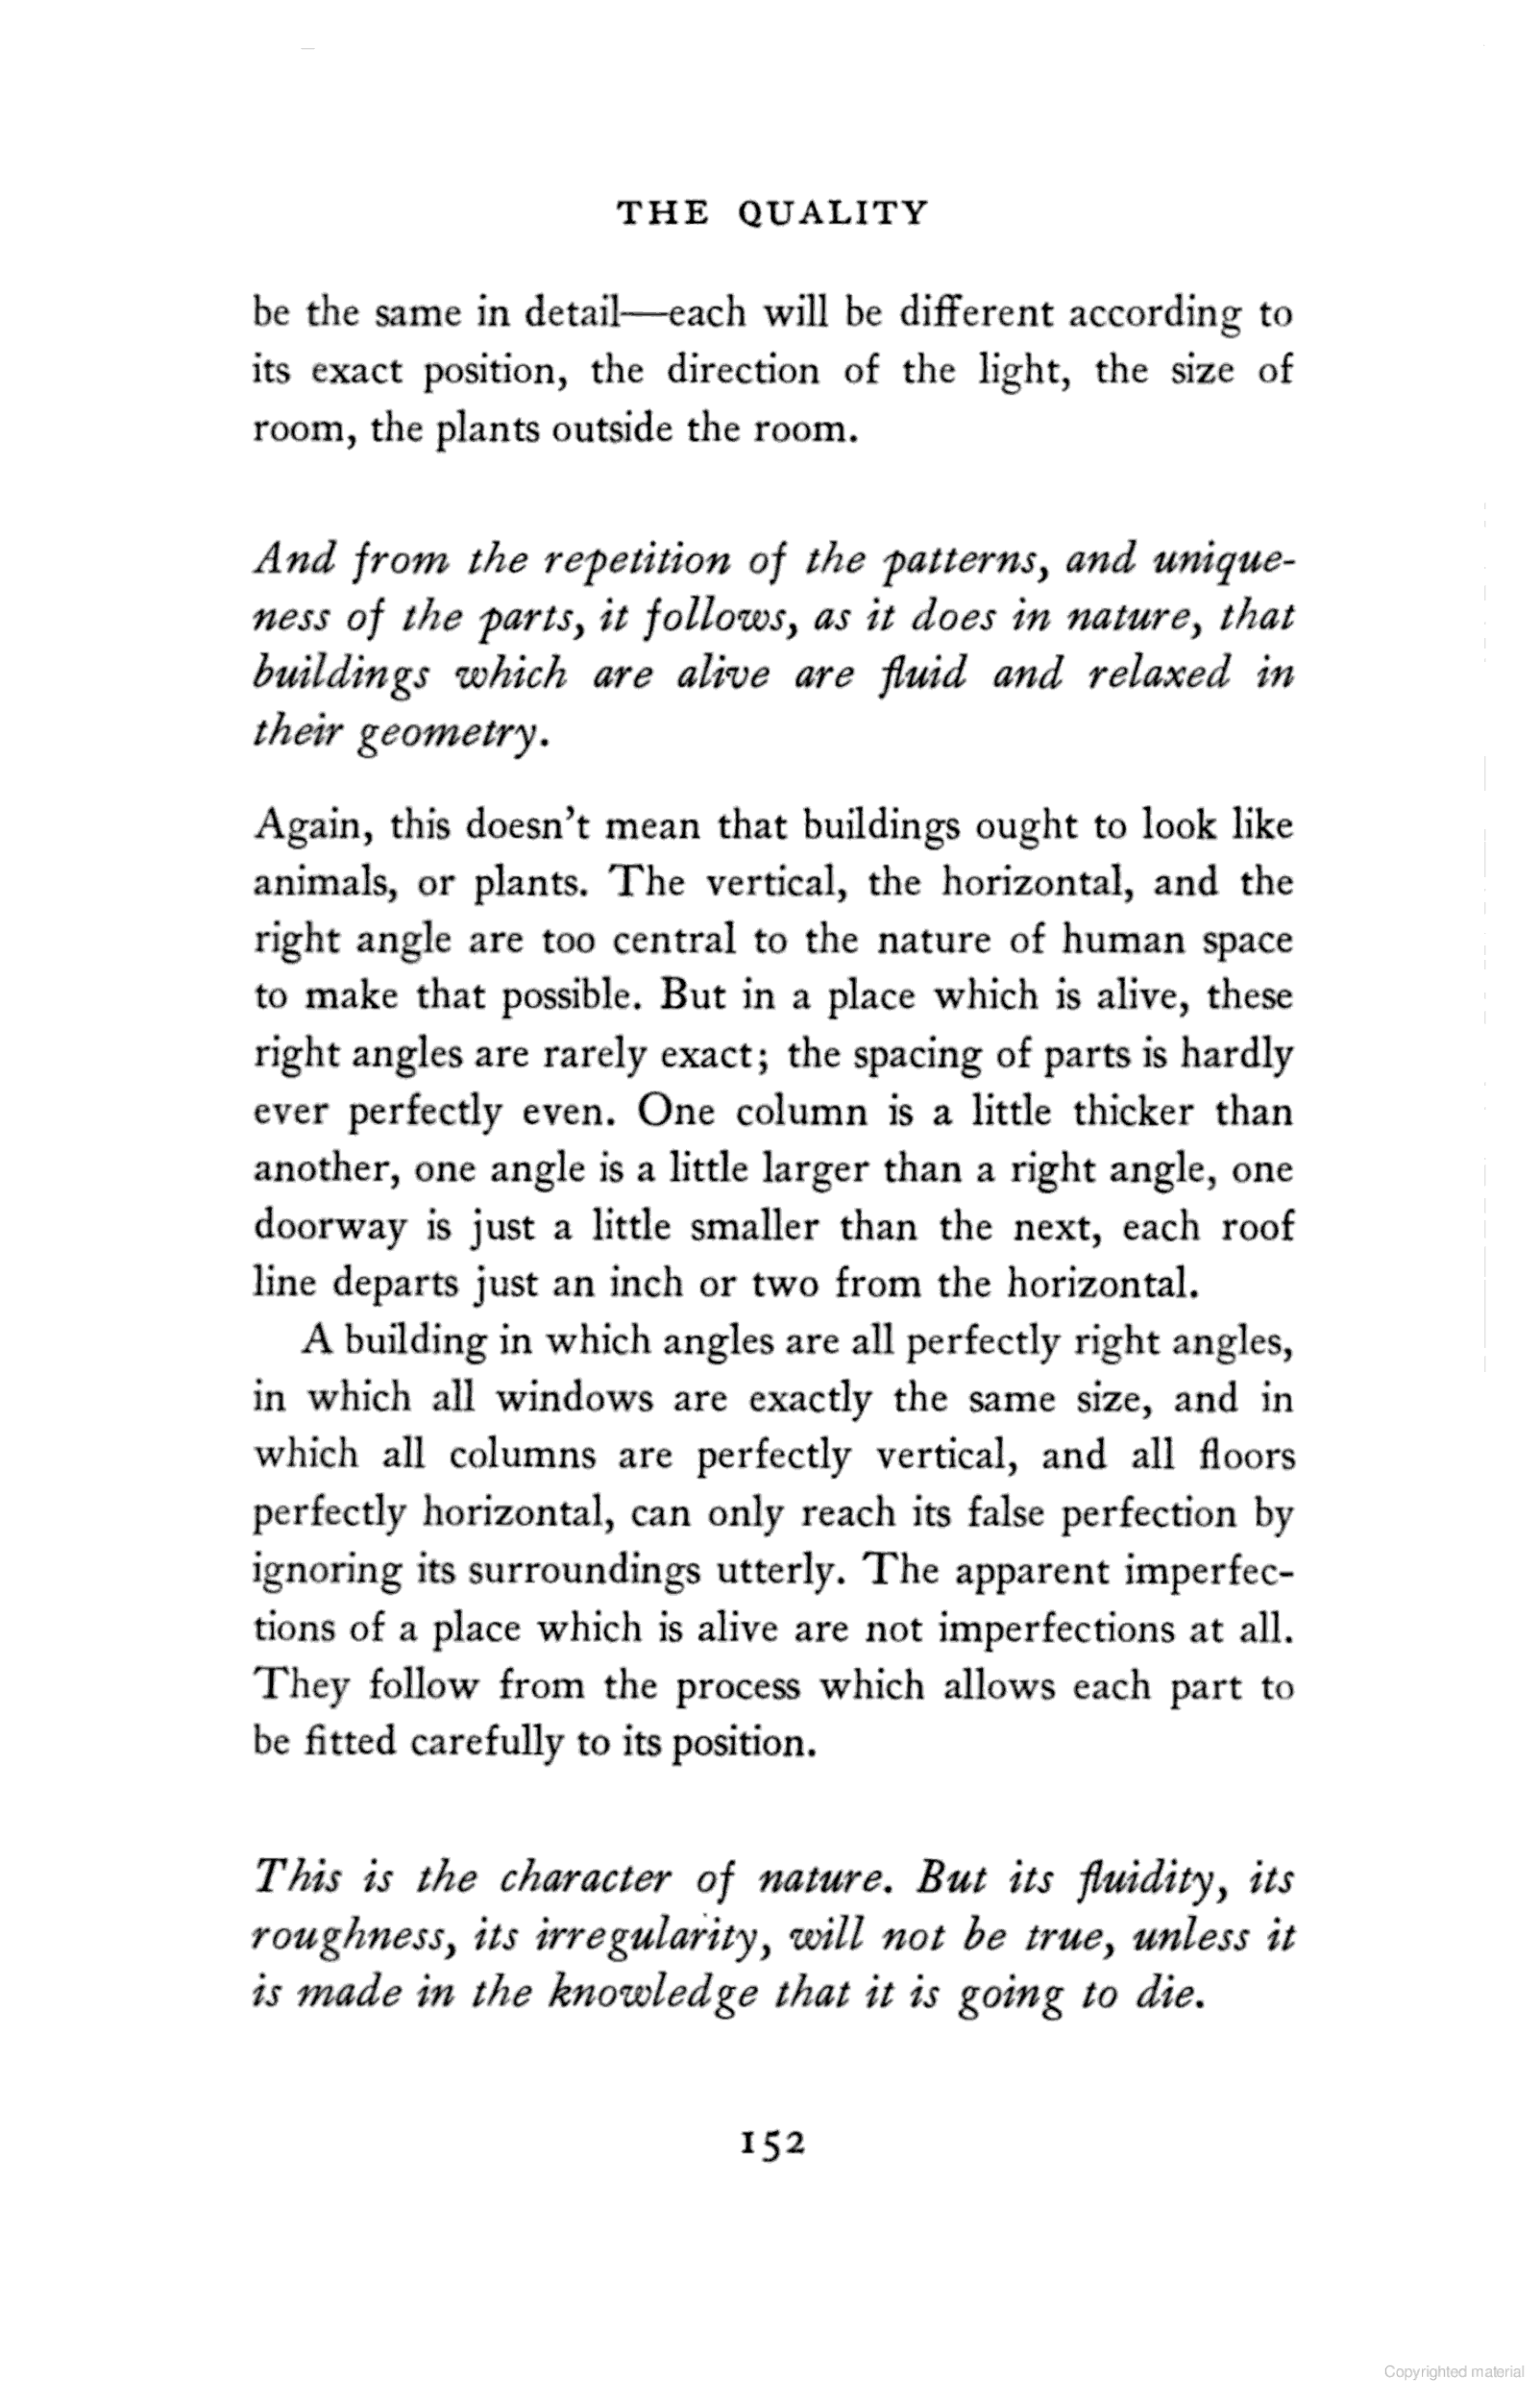 THE QUALITY
be the same in detail—each will be different according to
its exact position, the direction of the light, the size of
room, the plants outside the room.
And from the repetition of the patterns, and unique-
ness of the parts, it follows, as it does in nature, that
buildings which are alive are fluid and relaxed in
their geometry.
Again, this doesn’t mean that buildings ought to look like
animals, or plants. The vertical, the horizontal, and the
right angle are too central to the nature of human space
to make that possible. But in a place which is alive, these
right angles are rarely exact; the spacing of parts is hardly
ever perfectly even. One column is a little thicker than
another, one angle is a little larger than a right angle, one
doorway is just a little smaller than the next, each roof
line departs just an inch or two from the horizontal.
A building in which angles are all perfectly right angles,
in which all windows are exactly the same size, and in
which all columns are perfectly vertical, and all floors
perfectly horizontal, can only reach its false perfection by
ignoring its surroundings utterly. The apparent imperfec-
tions of a place which is alive are not imperfections at all.
They follow from the process which allows each part to
be fitted carefully to its position.
This is the character of nature. But its fluidity, its
roughness, its irregularity, will not be true, unless it
is made in the knowledge that it is going to die.
152
Copyrighted material